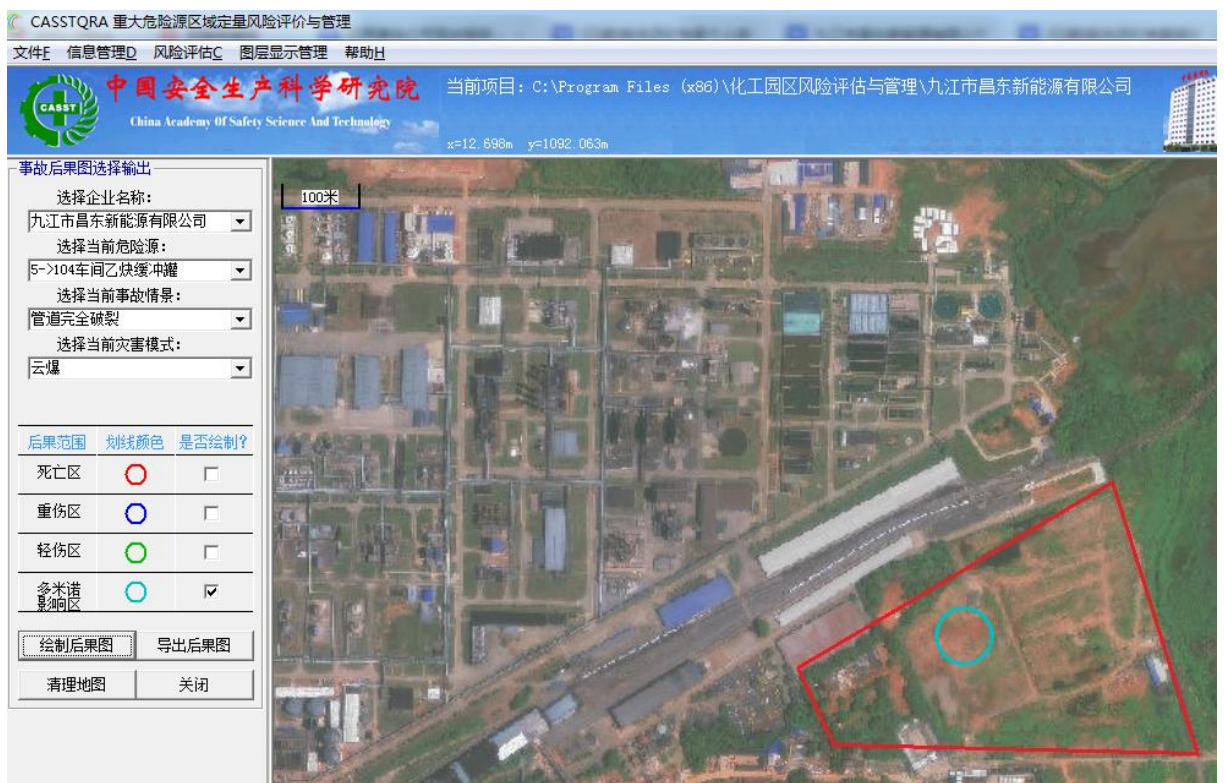 CASSTQRA 重大危险源区域定量风险评价与管理
文件F 信息管理D 风险评估C 图层显示管理 帮助H
CASST
中国安全生产科学研究院
China Academy Of Safety Science And Technology
当前项目：C:\Program Files (x86)\化工园区风险评估与管理\九江市昌东新能源有限公司
x=12.698m y=1092.063m
事故后果图选择输出
选择企业名称：
九江市昌东新能源有限公司
选择当前危险源：
5->104车间乙炔缓冲罐
选择当前事故情景：
管道完全破裂
选择当前灾害模式：
云爆
后果范围 划线颜色 是否绘制?
死亡区
重伤区
轻伤区
多米诺
影响区
绘制后果图 导出后果图
清理地图 关闭
100米